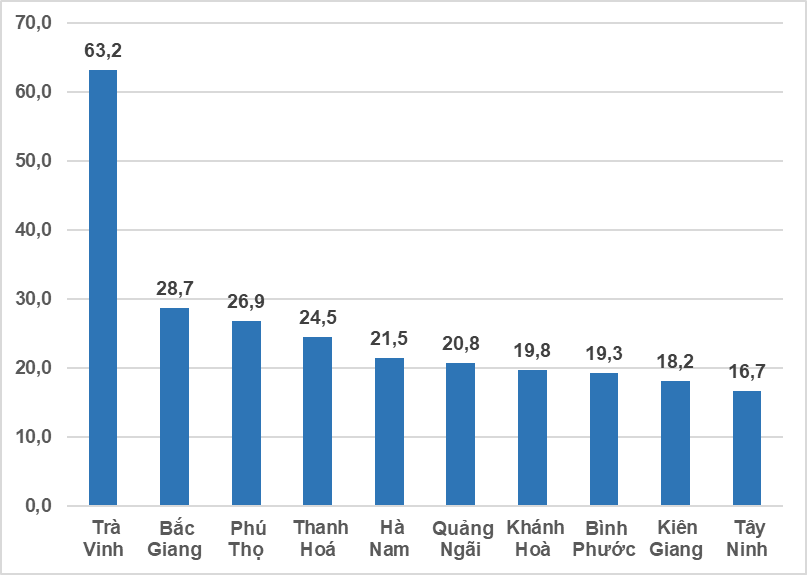 70,0
60,0
50,0
40,0
30,0
20,0
10,0
0,0
63,2
28,7
26,9
24,5
21,5
20,8
19,8
19,3
18,2
16,7
Trà
Vinh
Bắc
Giang
Phú
Thọ
Thanh
Hoá
Hà
Nam
Quảng
Ngãi
Khánh
Hoà
Bình
Phước
Kiên
Giang
Tây
Ninh